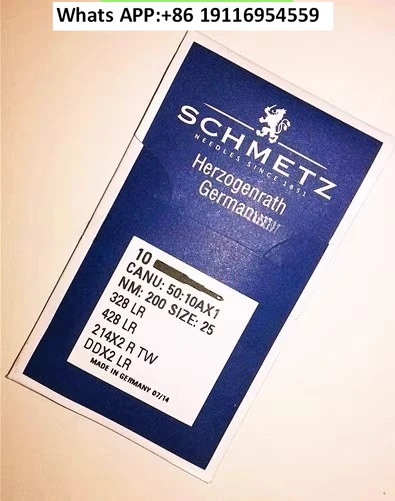 Whats APP:+86 19116954559
SCHMETZ
NEEDLES SINCE 1851
Herzogenrath
Germany
10
CANU: 50:10AX1
NM: 200 SIZE: 25
328 LR
428 LR
214X2 R TW
DDX2 LR
MADE IN GERMANY 07/14